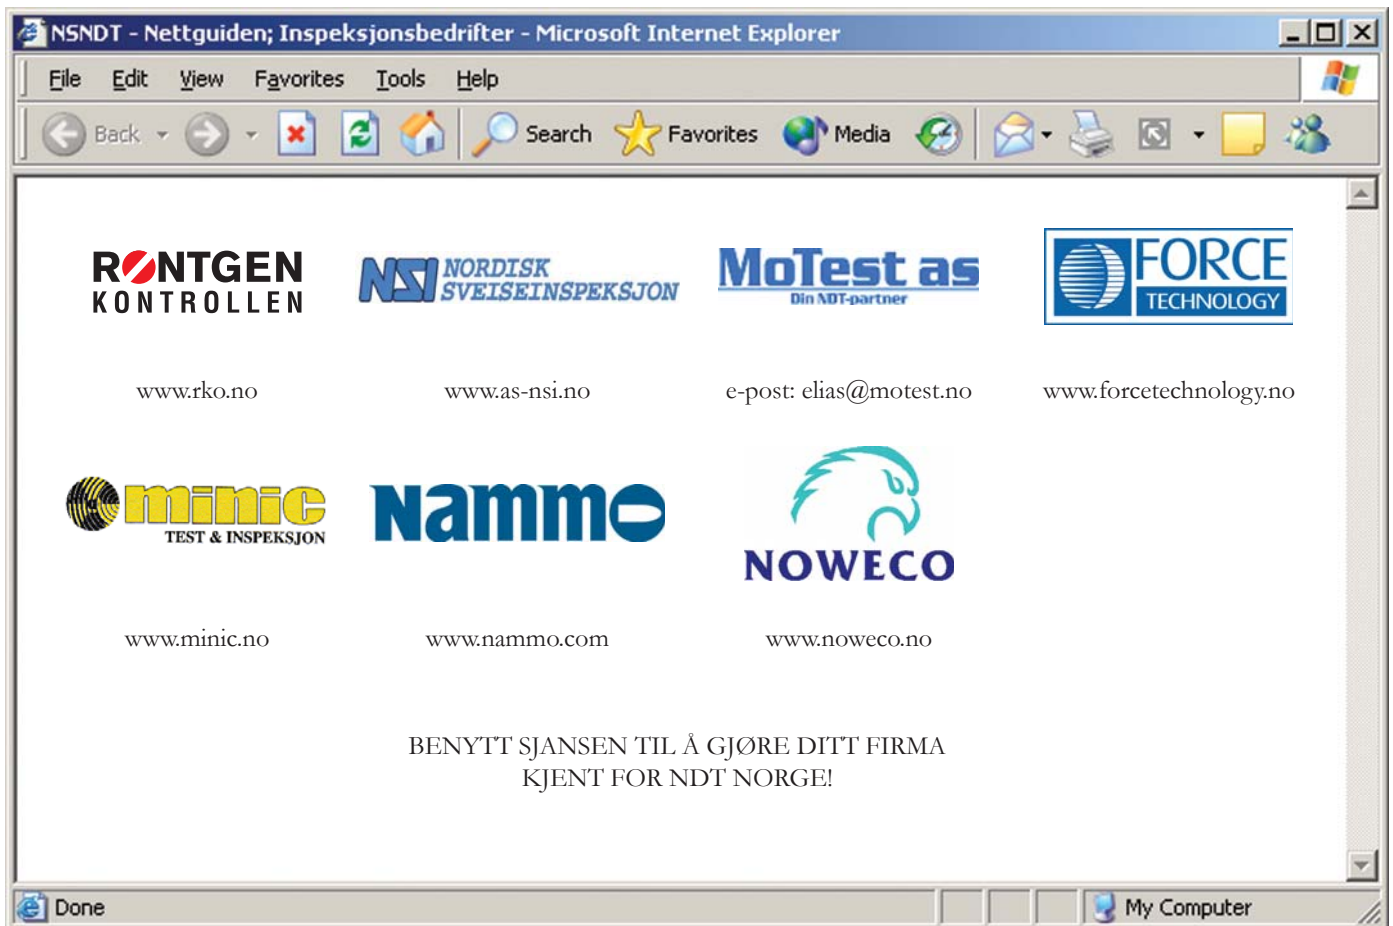 NSNDT - Nettguiden; Inspeksjonsbedrifter - Microsoft Internet Explorer
File Edit View Favorites Tools Help
Back Search Favorites Media
RØNTGEN
KONTROLLEN
NSI NORDISK
SVEISEINSPEKSJON
MoTest as
Din NDT-partner
FORCE
TECHNOLOGY
www.rko.no
www.as-nsi.no
e-post: elias@motest.no
www.forcetechnology.no
minic
TEST & INSPEKSJON
Nammo
NOWECO
www.minic.no
www.nammo.com
www.noweco.no
BENYTT SJANSEN TIL Å GJØRE DITT FIRMA
KJENT FOR NDT NORGE!
Done My Computer